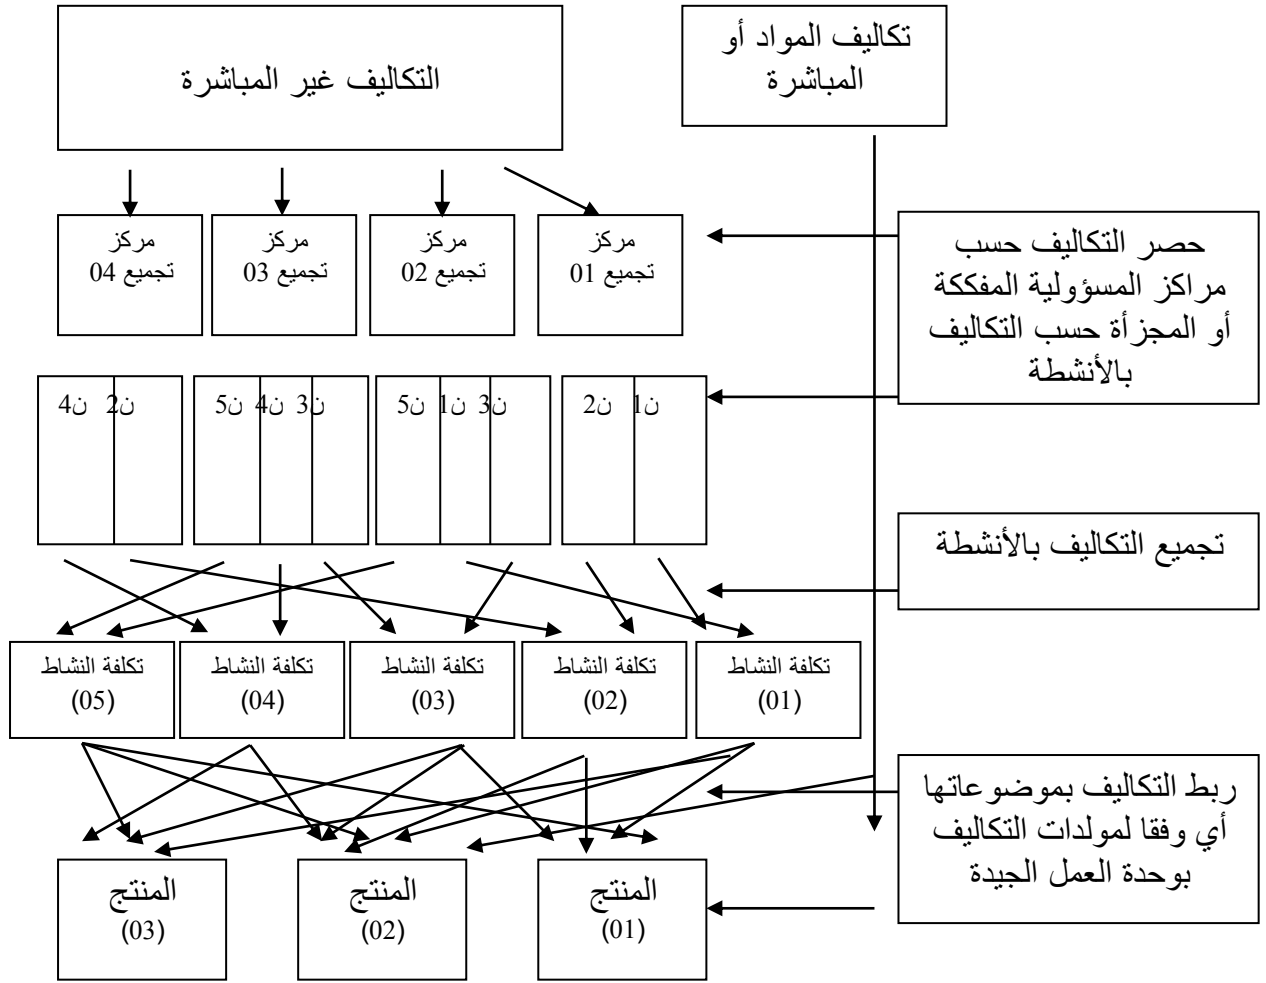 تكاليف المواد أو
المباشرة
التكاليف غير المباشرة
مركز
تجميع 01
مركز
تجميع 02
مركز
تجميع 03
مركز
تجميع 04
حصر التكاليف حسب
مراكز المسؤولية المفككة
أو المجزأة حسب التكاليف
بالأنشطة
ن1 ن2
ن3 ن1 ن5
ن3 ن4 ن5
ن2 ن4
تجميع التكاليف بالأنشطة
تكلفة النشاط
(01)
تكلفة النشاط
(02)
تكلفة النشاط
(03)
تكلفة النشاط
(04)
تكلفة النشاط
(05)
ربط التكاليف بموضوعاتها
أي وفقا لمولدات التكاليف
بوحدة العمل الجيدة
المنتج
(01)
المنتج
(02)
المنتج
(03)